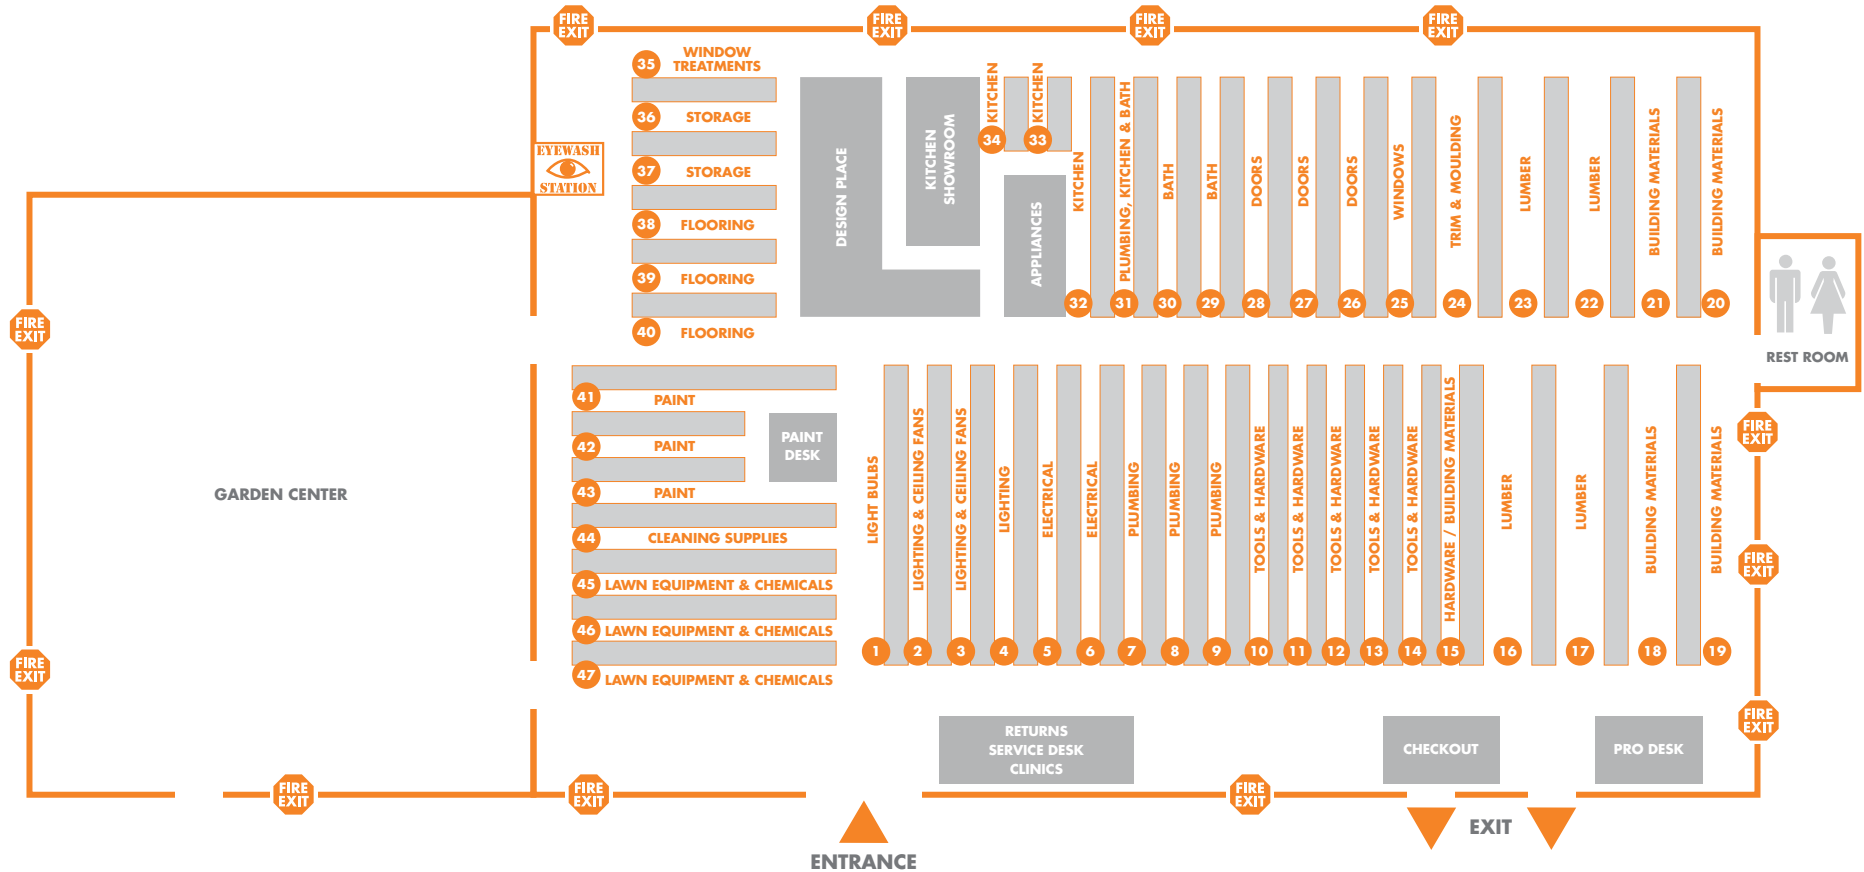 FIRE
EXIT
FIRE
EXIT
FIRE
EXIT
FIRE
EXIT
35 WINDOW
TREATMENTS
36 STORAGE
37 STORAGE
38 FLOORING
39 FLOORING
40 FLOORING
EYEWASH
STATION
DESIGN PLACE
KITCHEN
SHOWROOM
34 KITCHEN
33 KITCHEN
APPLIANCES
32 KITCHEN
31 PLUMBING, KITCHEN & BATH
30 BATH
29 BATH
28 DOORS
27 DOORS
26 DOORS
25 WINDOWS
24 TRIM & MOULDING
23 LUMBER
22 LUMBER
21 BUILDING MATERIALS
20 BUILDING MATERIALS
REST ROOM
FIRE
EXIT
GARDEN CENTER
FIRE
EXIT
FIRE
EXIT
41 PAINT
42 PAINT
43 PAINT
44 CLEANING SUPPLIES
45 LAWN EQUIPMENT & CHEMICALS
46 LAWN EQUIPMENT & CHEMICALS
47 LAWN EQUIPMENT & CHEMICALS
PAINT
DESK
1 LIGHT BULBS
2 LIGHTING & CEILING FANS
3 LIGHTING & CEILING FANS
4 LIGHTING
5 ELECTRICAL
6 ELECTRICAL
7 PLUMBING
8 PLUMBING
9 PLUMBING
10 TOOLS & HARDWARE
11 TOOLS & HARDWARE
12 TOOLS & HARDWARE
13 TOOLS & HARDWARE
14 TOOLS & HARDWARE
15 HARDWARE / BUILDING MATERIALS
16 LUMBER
17 LUMBER
18 BUILDING MATERIALS
19 BUILDING MATERIALS
FIRE
EXIT
FIRE
EXIT
FIRE
EXIT
RETURNS
SERVICE DESK
CLINICS
CHECKOUT
PRO DESK
FIRE
EXIT
FIRE
EXIT
FIRE
EXIT
ENTRANCE
EXIT